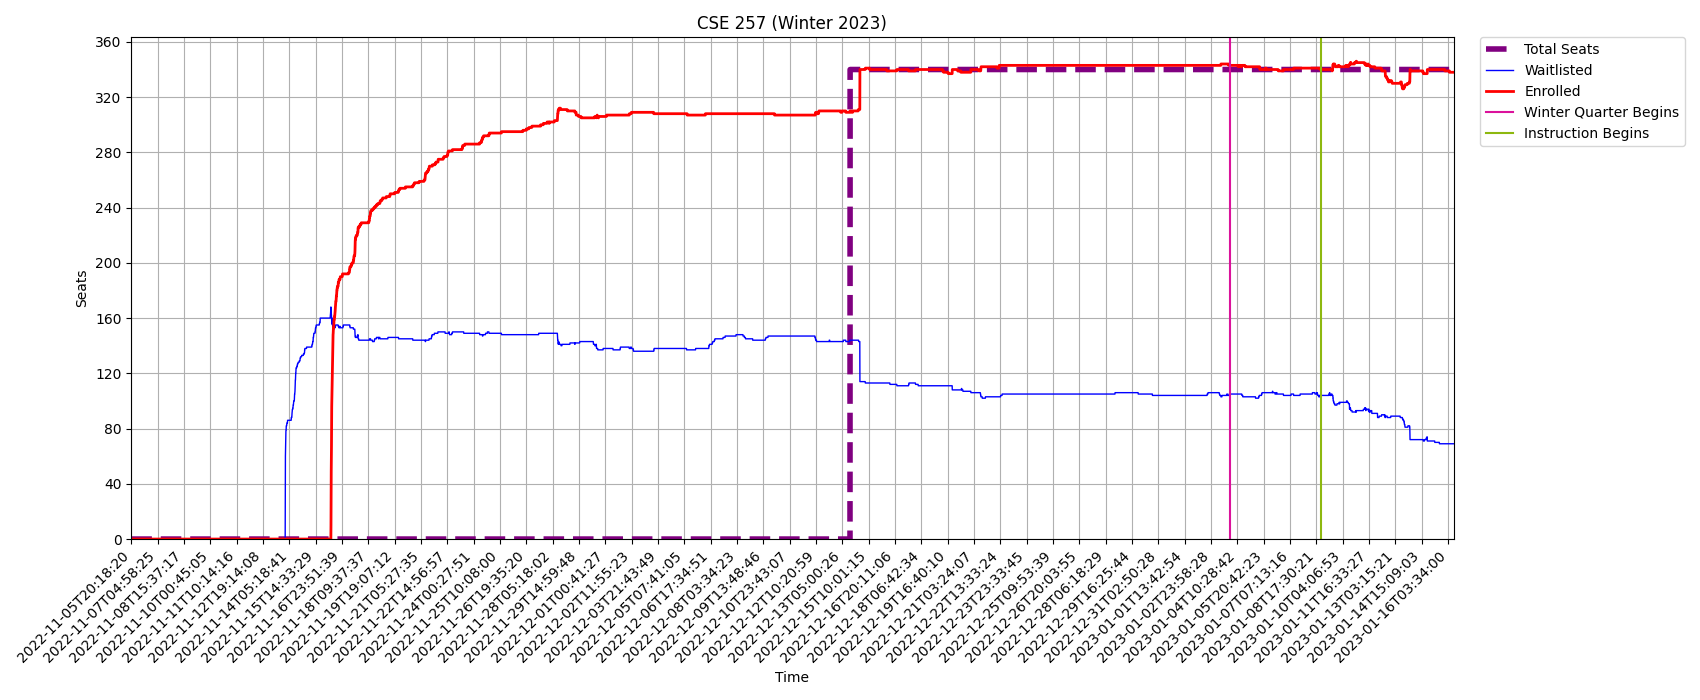 CSE 257 (Winter 2023)
360
320
280
240
200
160
120
80
40
0
Seats
Total Seats
Waitlisted
Enrolled
Winter Quarter Begins
Instruction Begins
2022-11-05T20:18:20
2022-11-07T04:58:25
2022-11-08T15:37:17
2022-11-10T00:45:05
2022-11-11T10:14:16
2022-11-12T19:14:08
2022-11-14T05:18:41
2022-11-15T14:33:29
2022-11-16T23:51:39
2022-11-18T09:37:37
2022-11-19T19:07:12
2022-11-21T05:27:35
2022-11-22T14:56:57
2022-11-24T00:27:51
2022-11-25T10:08:00
2022-11-26T19:35:20
2022-11-28T05:18:02
2022-11-29T14:59:48
2022-12-01T00:41:27
2022-12-02T11:55:23
2022-12-03T21:43:49
2022-12-05T07:41:05
2022-12-06T17:34:51
2022-12-08T03:34:23
2022-12-09T13:48:46
2022-12-10T23:43:07
2022-12-12T10:20:59
2022-12-13T15:00:26
2022-12-15T10:01:15
2022-12-16T20:11:06
2022-12-18T06:42:34
2022-12-19T16:40:10
2022-12-21T03:24:07
2022-12-22T13:33:24
2022-12-23T23:33:45
2022-12-25T09:53:39
2022-12-26T20:03:55
2022-12-28T06:18:29
2022-12-29T16:25:44
2022-12-31T02:50:28
2023-01-01T13:42:54
2023-01-02T23:58:28
2023-01-04T10:28:42
2023-01-05T20:42:23
2023-01-07T07:13:16
2023-01-08T17:30:21
2023-01-10T04:06:53
2023-01-11T16:33:27
2023-01-13T03:15:21
2023-01-14T15:09:03
2023-01-16T03:34:00
Time